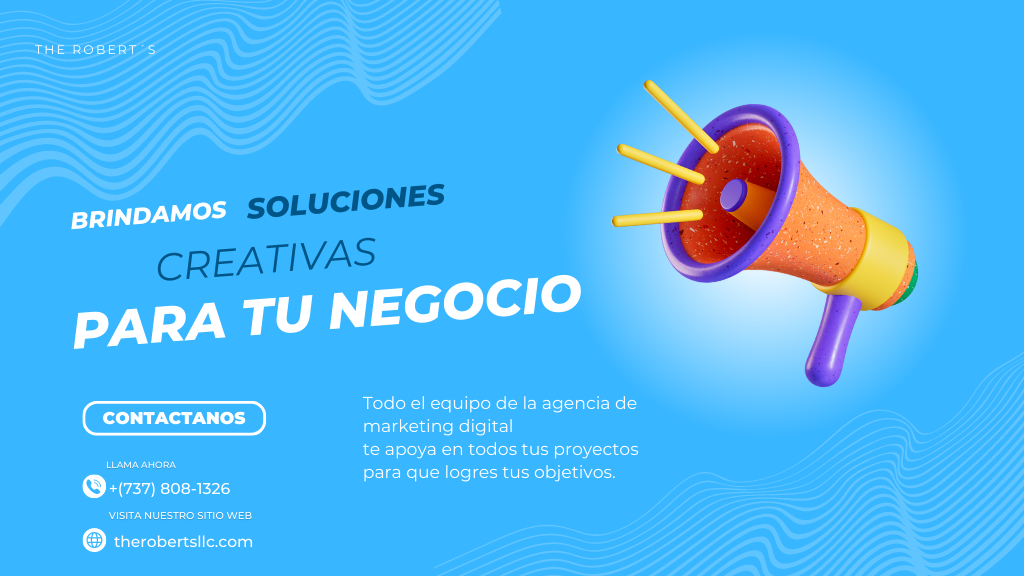 THE ROBERT´S
BRINDAMOS SOLUCIONES
CREATIVAS
PARA TU NEGOCIO
CONTACTANOS
LLAMA AHORA
+(737) 808-1326
VISITA NUESTRO SITIO WEB
therobertsllc.com
Todo el equipo de la agencia de
marketing digital
te apoya en todos tus proyectos
para que logres tus objetivos.